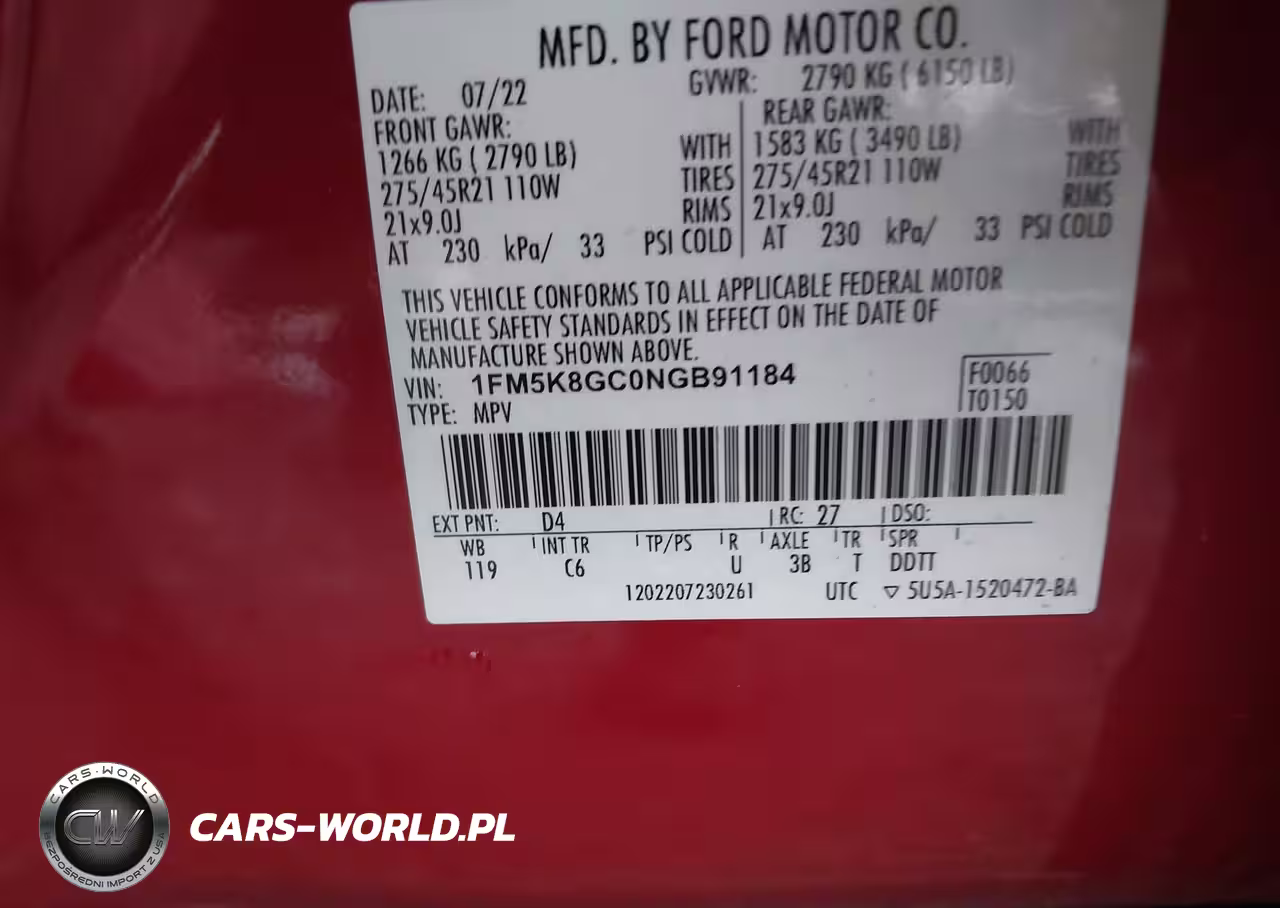 MFD. BY FORD MOTOR CO.
DATE: 07/22 GVWR: 2790 KG ( 6150 LB)
FRONT GAWR: REAR GAWR:
1266 KG ( 2790 LB) WITH 1583 KG ( 3490 LB) WITH
275/45R21 110W TIRES 275/45R21 110W TIRES
21x9.0J RIMS 21x9.0J RIMS
AT 230 kPa/ 33 PSI COLD AT 230 kPa/ 33 PSI COLD
THIS VEHICLE CONFORMS TO ALL APPLICABLE FEDERAL MOTOR
VEHICLE SAFETY STANDARDS IN EFFECT ON THE DATE OF
MANUFACTURE SHOWN ABOVE.
VIN: 1FM5K8GC0NGB91184 F0066
TYPE: MPV T0150
EXT PNT: D4 RC: 27 DSO:
WB INT TR TP/PS R AXLE TR SPR
119 C6 U 3B T DDTT
1202207230261 UTC ▽ 5U5A-1520472-BA
CARS-WORLD
CW
BEZPOŚREDNI IMPORT Z USA
CARS-WORLD.PL